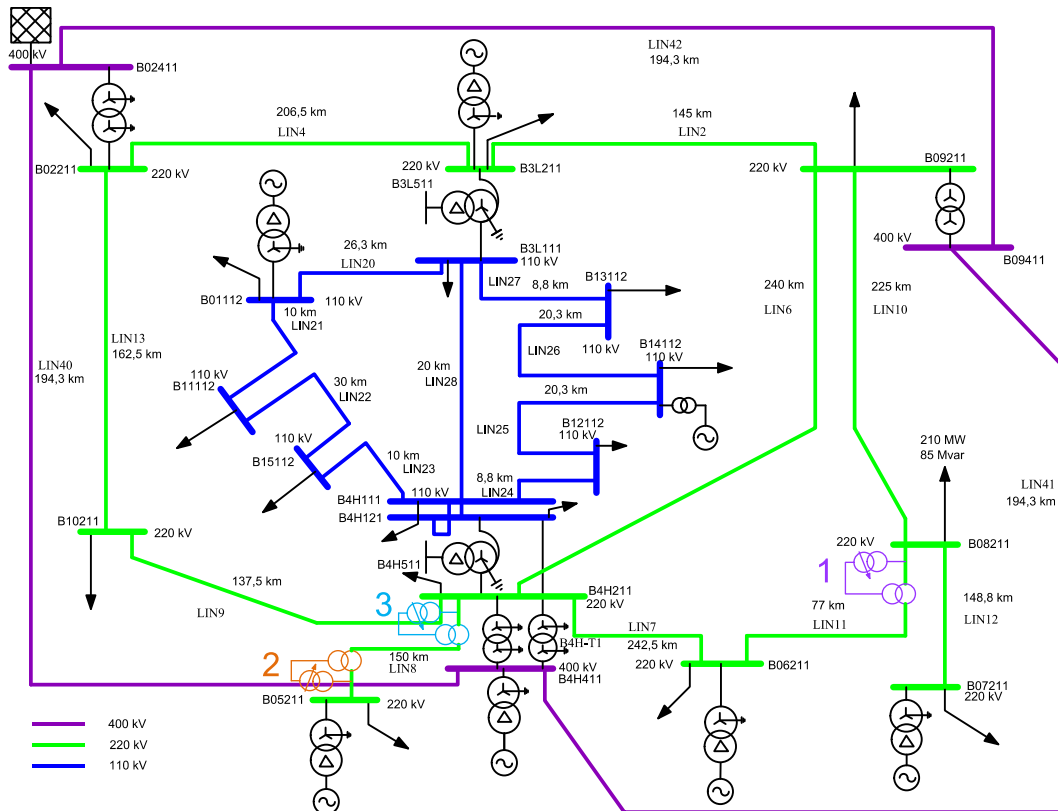 400 kV
B02411
LIN42
194,3 km
206,5 km
LIN4
145 km
LIN2
B02211
220 kV
220 kV
B3L211
220 kV
B09211
B3L511
400 kV
B09411
26,3 km
LIN20
B3L111
110 kV
LIN27
8,8 km
B13112
B01112
110 kV
10 km
LIN21
240 km
LIN6
225 km
LIN10
20,3 km
LIN26
110 kV
B14112
110 kV
LIN13
162,5 km
LIN40
194,3 km
110 kV
B11112
30 km
LIN22
20 km
LIN28
20,3 km
LIN25
B12112
110 kV
110 kV
B15112
10 km
LIN23
8,8 km
LIN24
210 MW
85 Mvar
LIN41
194,3 km
B4H111
110 kV
B4H121
B10211
220 kV
B4H511
220 kV
B08211
1
137,5 km
LIN9
3
B4H211
220 kV
77 km
LIN11
148,8 km
LIN12
LIN7
242,5 km
B4H-T1
2
150 km
LIN8
400 kV
B4H411
220 kV
B06211
B07211
220 kV
B05211
220 kV
400 kV
220 kV
110 kV